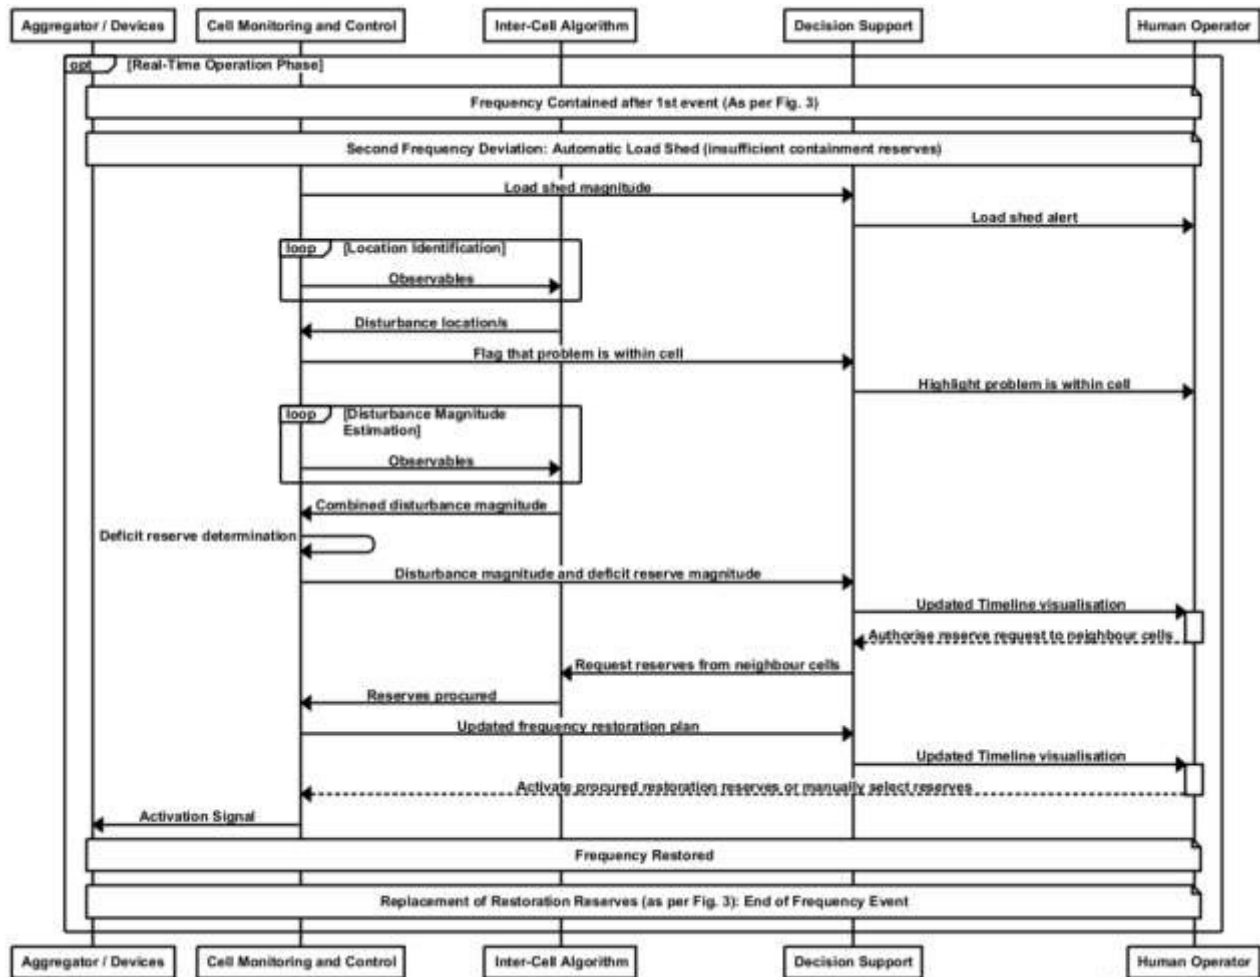 Aggregator / Devices
Cell Monitoring and Control
Inter-Cell Algorithm
Decision Support
Human Operator
opt
[Real-Time Operation Phase]
Frequency Contained after 1st event (As per Fig. 3)
Second Frequency Deviation: Automatic Load Shed (insufficient containment reserves)
Load shed magnitude
Load shed alert
loop
[Location Identification]
Observables
Disturbance location/s
Flag that problem is within cell
Highlight problem is within cell
loop
[Disturbance Magnitude
Estimation]
Observables
Combined disturbance magnitude
Deficit reserve determination
Disturbance magnitude and deficit reserve magnitude
Updated Timeline visualisation
Authorise reserve request to neighbour cells
Request reserves from neighbour cells
Reserves procured
Updated frequency restoration plan
Updated Timeline visualisation
Activate procured restoration reserves or manually select reserves
Activation Signal
Frequency Restored
Replacement of Restoration Reserves (as per Fig. 3): End of Frequency Event
Aggregator / Devices
Cell Monitoring and Control
Inter-Cell Algorithm
Decision Support
Human Operator